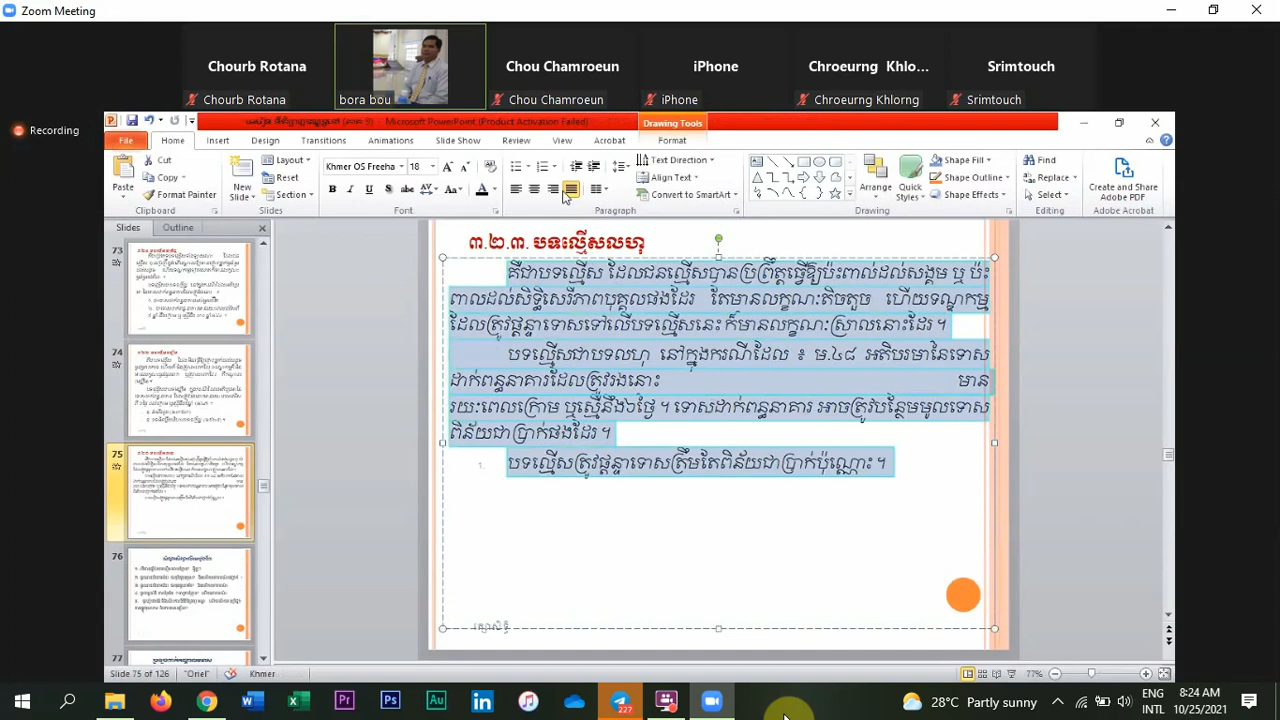 Zoom Meeting
Chourb Rotana
Chou Chamroeun
iPhone
Chroeurng Khlo...
Srimtouch
Chourb Rotana
bora bou
Chou Chamroeun
iPhone
Chroeurng Khlorng
Srimtouch
Recording
Microsoft PowerPoint (Product Activation Failed)
Drawing Tools
File
Home
Insert
Design
Transitions
Animations
Slide Show
Review
View
Acrobat
Format
Paste
Cut
Copy
Format Painter
Clipboard
New Slide
Layout
Reset
Section
Slides
Khmer OS Freeha
18
Font
Text Direction
Align Text
Convert to SmartArt
Paragraph
Arrange
Quick Styles
Shape Fill
Shape Outline
Shape Effects
Drawing
Find
Replace
Select
Editing
Create and Share Adobe PDF
Adobe Acrobat
Slides
Outline
73
74
75
76
77
៣.២.៣. បទល្មើសលហុ
គឺជាបទល្មើស ដែលជនល្មើសបានប្រព្រឹត្តធ្វើឱ្យប៉ះពាល់ដល់សង្គម ឬ ប៉ះ
ពាល់ដល់សិទ្ធិសេរីភាពបុគ្គលផងដែរ តែមានលក្ខណៈតិចតួច ហើយទណ្ឌកម្ម
ដែលត្រូវផ្តន្ទាទោសទៅលើបទល្មើសនេះ ក៏មានលក្ខណៈស្រាលនោះដែរ ។
បទល្មើសជាបទលហុ នៅក្នុងករណីដែល ៖ ម.៤៨ អតិបរមានៃទោស
ដាក់ពន្ធនាគារដែលត្រូវរងនោះ មាន
រយៈពេលក្រោម ឬស្មើនឹង៦ថ្ងៃ ។ ទោសដាក់ពន្ធនាគារ អាចត្រូវបន្ថែមមូលទោស
ពិន័យជាប្រាក់ផងដែរ ។
1. បទល្មើសត្រូវផ្តន្ទាទោសត្រឹមតែពិន័យជាប្រាក់ប៉ុណ្ណោះ ។
Slide 75 of 126
"Oriel"
Khmer
77%
227
28°C Partly sunny
ENG
INTL
8:24 AM
10/25/2021